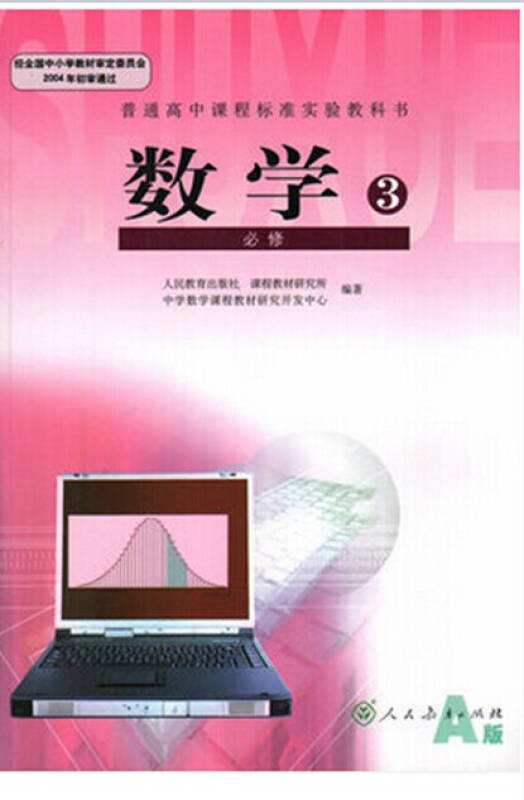 SHUXUE
经全国中小学教材审定委员会
2004年初审通过
普通高中课程标准实验教科书
数学 3
必修
人民教育出版社 课程教材研究所
中学数学课程教材研究开发中心 编著
人民教育出版社
A版